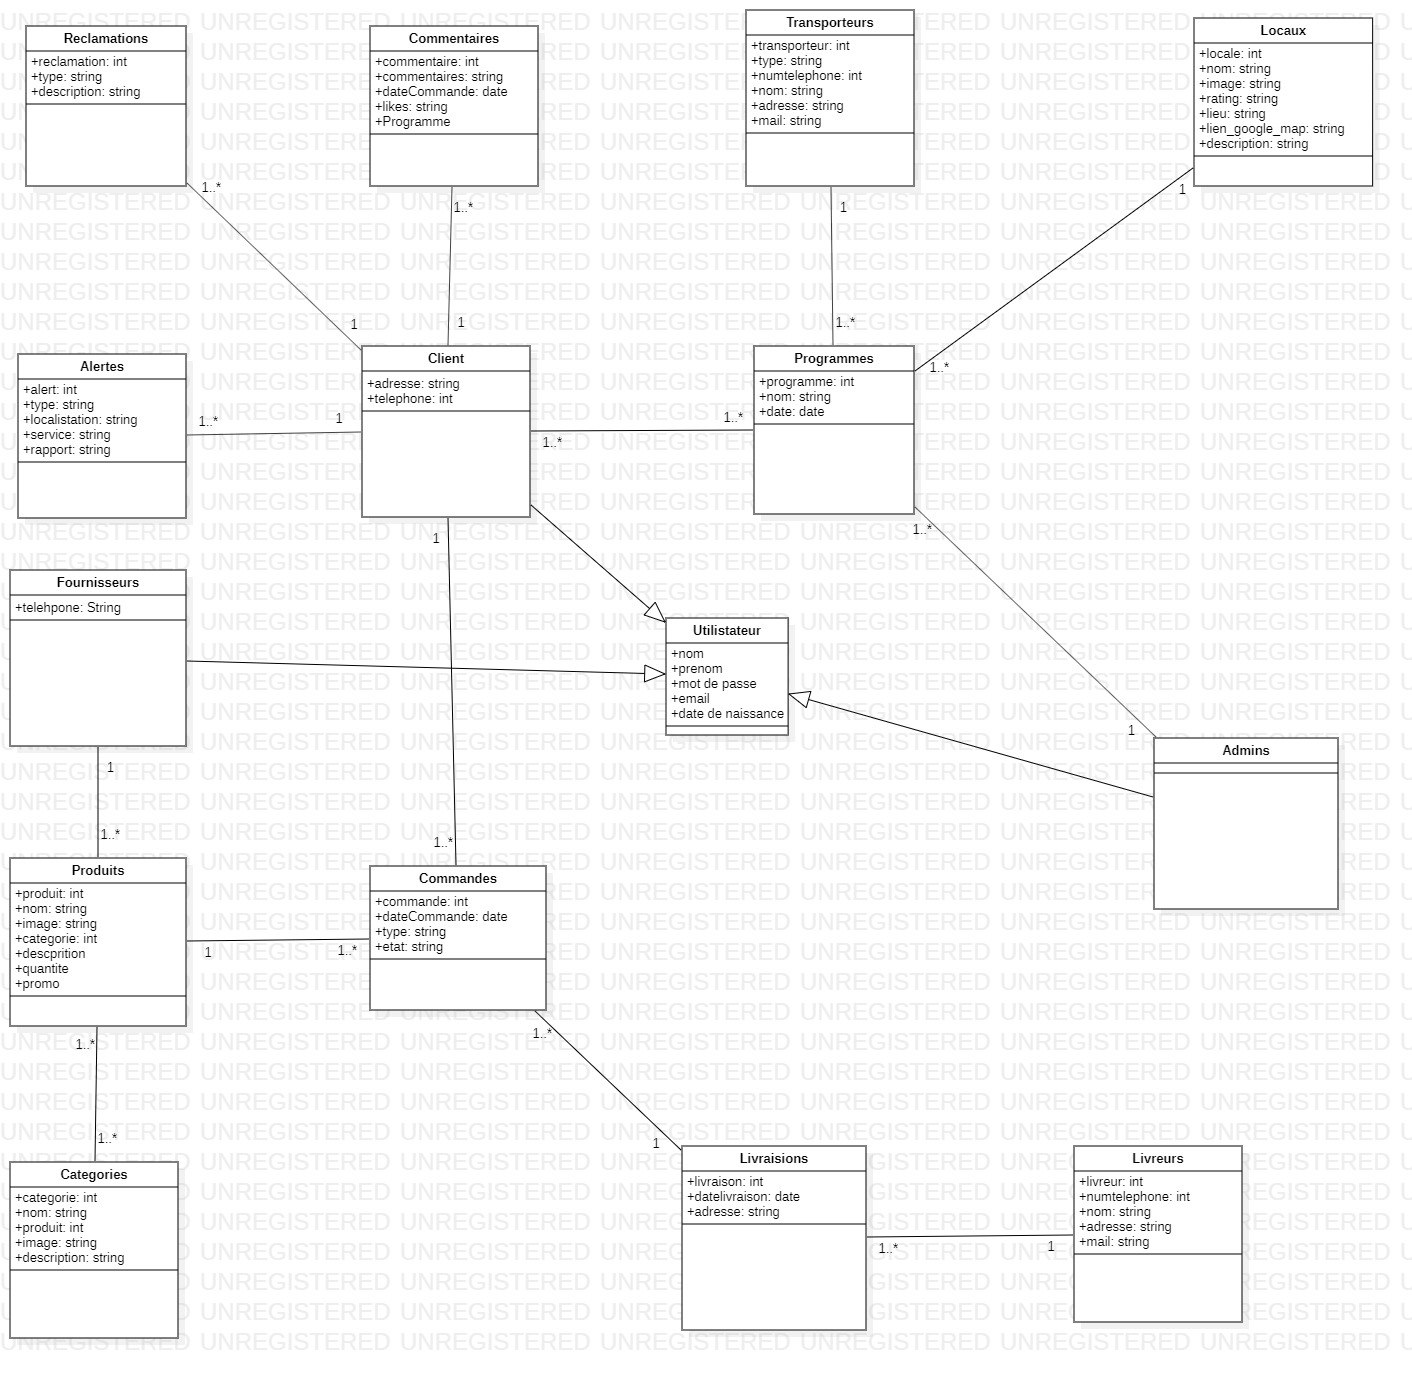 Reclamations
+reclamation: int
+type: string
+description: string
Commentaires
+commentaire: int
+commentaires: string
+dateCommande: date
+likes: string
+Programme
Transporteurs
+transporteur: int
+type: string
+numtelephone: int
+nom: string
+adresse: string
+mail: string
Locaux
+locale: int
+nom: string
+image: string
+rating: string
+lieu: string
+lien_google_map: string
+description: string
1..*
1..*
1
1
1
1
1..*
1..*
Alertes
+alert: int
+type: string
+localistation: string
+service: string
+rapport: string
1..*
1
Client
+adresse: string
+telephone: int
1..*
1..*
Programmes
+programme: int
+nom: string
+date: date
1
1..*
Fournisseurs
+telehpone: String
Utilistateur
+nom
+prenom
+mot de passe
+email
+date de naissance
1
Admins
1
1..*
1..*
Produits
+produit: int
+nom: string
+image: string
+categorie: int
+descprition
+quantite
+promo
1
1..*
Commandes
+commande: int
+dateCommande: date
+type: string
+etat: string
1..*
1..*
1..*
1
Categories
+categorie: int
+nom: string
+produit: int
+image: string
+description: string
Livraisions
+livraison: int
+datelivraison: date
+adresse: string
1..*
1
Livreurs
+livreur: int
+numtelephone: int
+nom: string
+adresse: string
+mail: string
UNREGISTERED